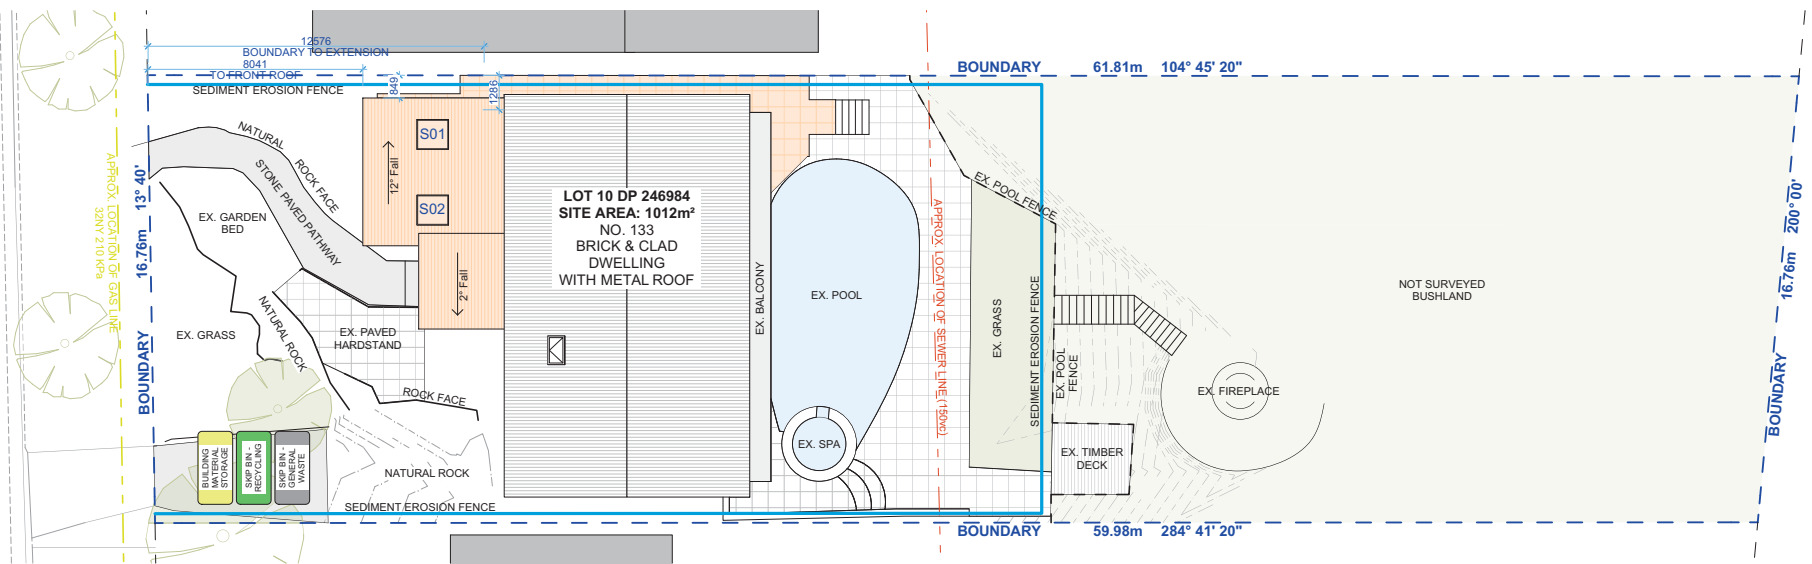 12576
BOUNDARY TO EXTENSION
8041
TO FRONT ROOF
SEDIMENT EROSION FENCE
849
1286
BOUNDARY 61.81m 104° 45' 20"
NATURAL ROCK FACE
STONE PAVED PATHWAY
S01
12° Fall
S02
2° Fall
APPROX. LOCATION OF GAS LINE
32NY 210 KPa
BOUNDARY 16.76m 13° 40'
EX. GARDEN
BED
EX. GRASS
NATURAL ROCK
EX. PAVED
HARDSTAND
ROCK FACE
LOT 10 DP 246984
SITE AREA: 1012m²
NO. 133
BRICK & CLAD
DWELLING
WITH METAL ROOF
EX. BALCONY
EX. POOL
EX. SPA
APPROX. LOCATION OF SEWER LINE (150vc)
EX. POOL FENCE
EX. GRASS
SEDIMENT EROSION FENCE
EX. POOL
FENCE
EX. FIREPLACE
EX. TIMBER
DECK
NOT SURVEYED
BUSHLAND
BOUNDARY 16.76m 200° 00'
BUILDING
MATERIAL
STORAGE
SKIP BIN -
RECYCLING
SKIP BIN -
GENERAL
WASTE
NATURAL ROCK
SEDIMENT EROSION FENCE
BOUNDARY 59.98m 284° 41' 20"